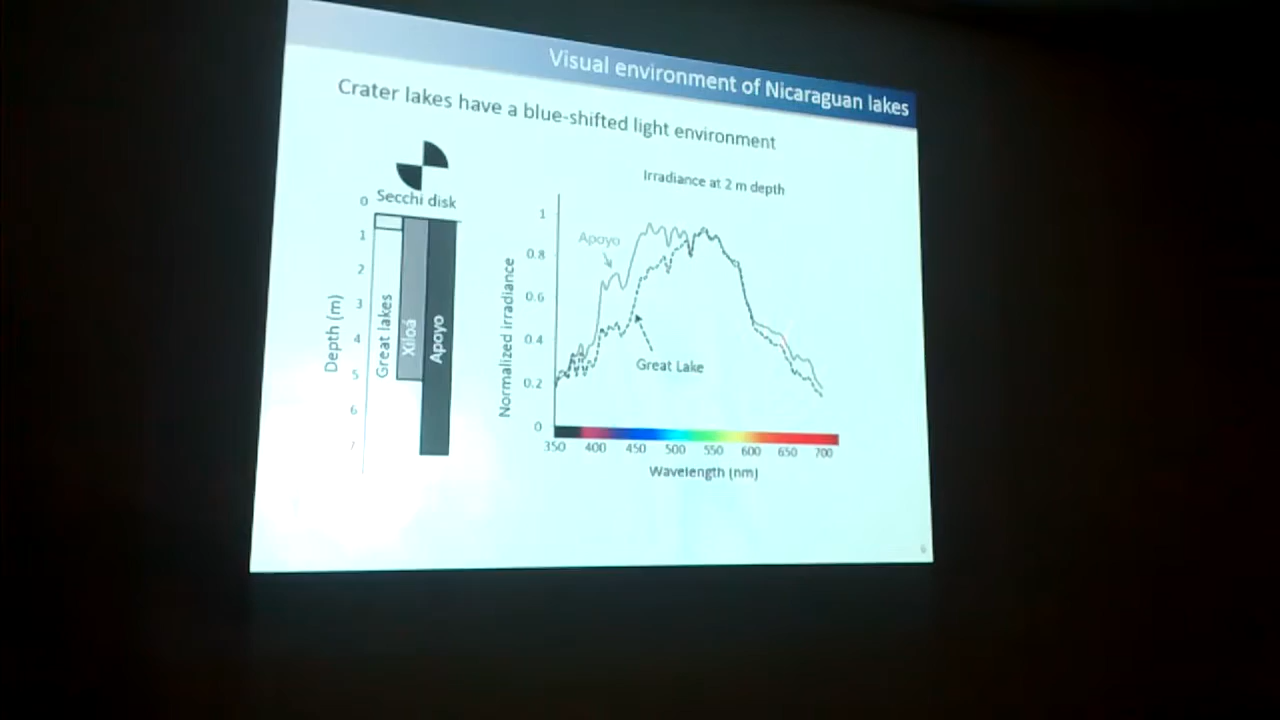 Visual environment of Nicaraguan lakes
Crater lakes have a blue-shifted light environment
Secchi disk
0
1
2
3
4
5
6
7
Depth (m)
Great lakes
Xiloá
Apoyo
Irradiance at 2 m depth
1
0.8
0.6
0.4
0.2
0
Normalized irradiance
Apoyo
Great Lake
350 400 450 500 550 600 650 700
Wavelength (nm)